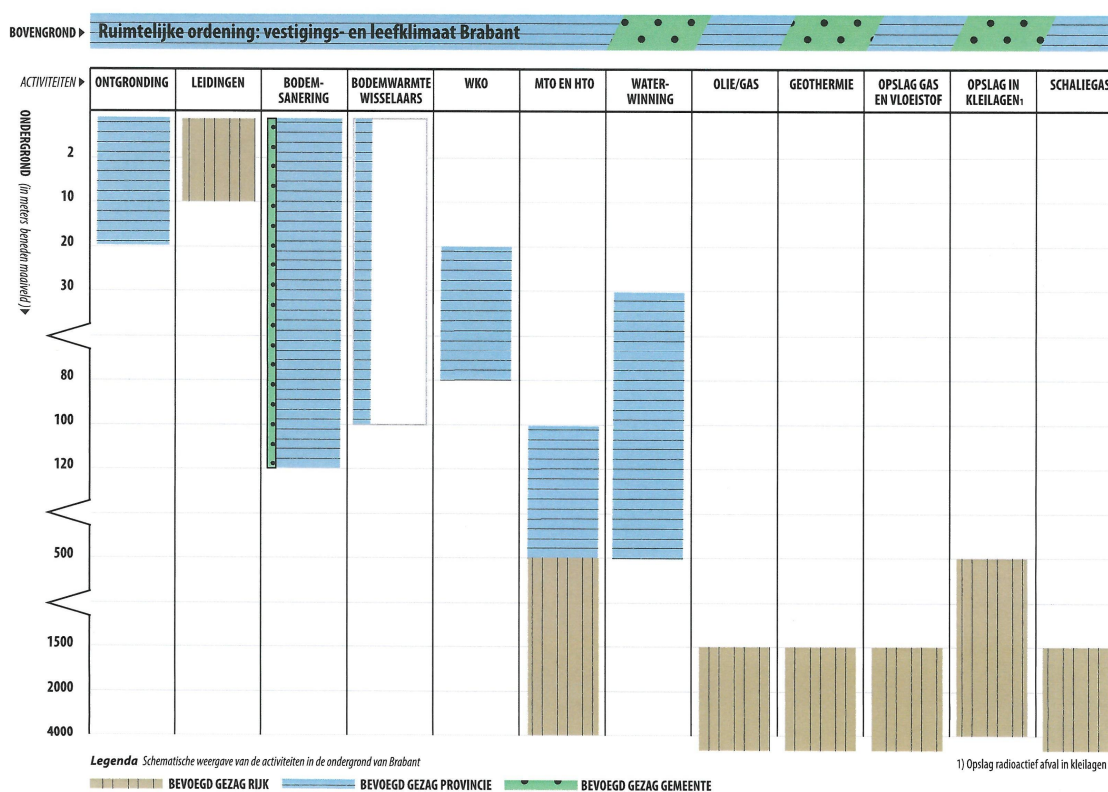 BOVENGROND
Ruimtelijke ordening: vestigings- en leefklimaat Brabant
ACTIVITEITEN
ONTGRONDING
LEIDINGEN
BODEM-
SANERING
BODEMWARMTE
WISSELAARS
WKO
MTO EN HTO
WATER-
WINNING
OLIE/GAS
GEOTHERMIE
OPSLAG GAS
EN VLOEISTOF
OPSLAG IN
KLEILAGEN1
SCHALIEGAS
ONDERGROND (in meters beneden maaiveld)
2
10
20
30
80
100
120
500
1500
2000
4000
Legenda Schematische weergave van de activiteiten in de ondergrond van Brabant
1) Opslag radioactief afval in kleilagen
BEVOEGD GEZAG RIJK
BEVOEGD GEZAG PROVINCIE
BEVOEGD GEZAG GEMEENTE